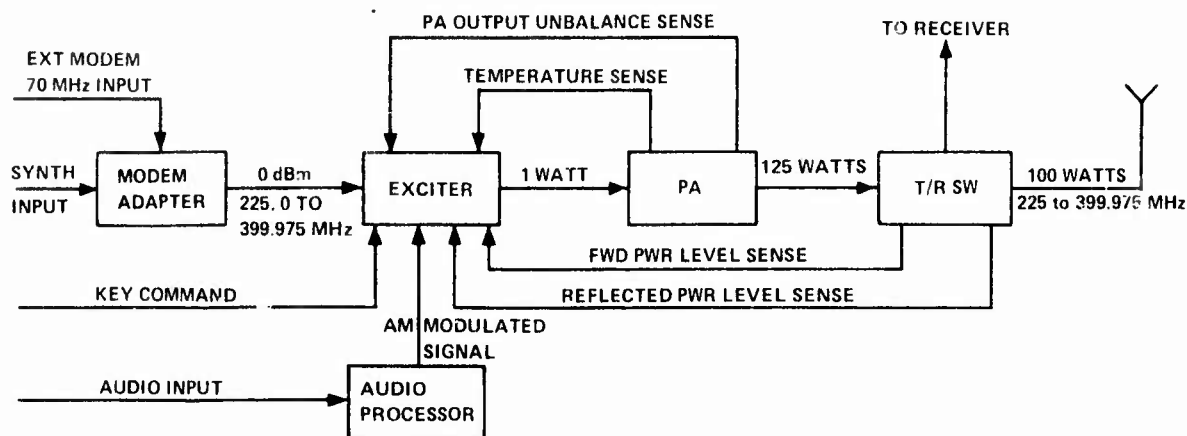 PA OUTPUT UNBALANCE SENSE
TO RECEIVER
EXT MODEM
70 MHz INPUT
TEMPERATURE SENSE
SYNTH
INPUT
MODEM
ADAPTER
0 dBm
225.0 TO
399.975 MHz
EXCITER
1 WATT
PA
125 WATTS
T/R SW
100 WATTS
225 to 399.975 MHz
FWD PWR LEVEL SENSE
KEY COMMAND
REFLECTED PWR LEVEL SENSE
AM MODULATED
SIGNAL
AUDIO INPUT
AUDIO
PROCESSOR